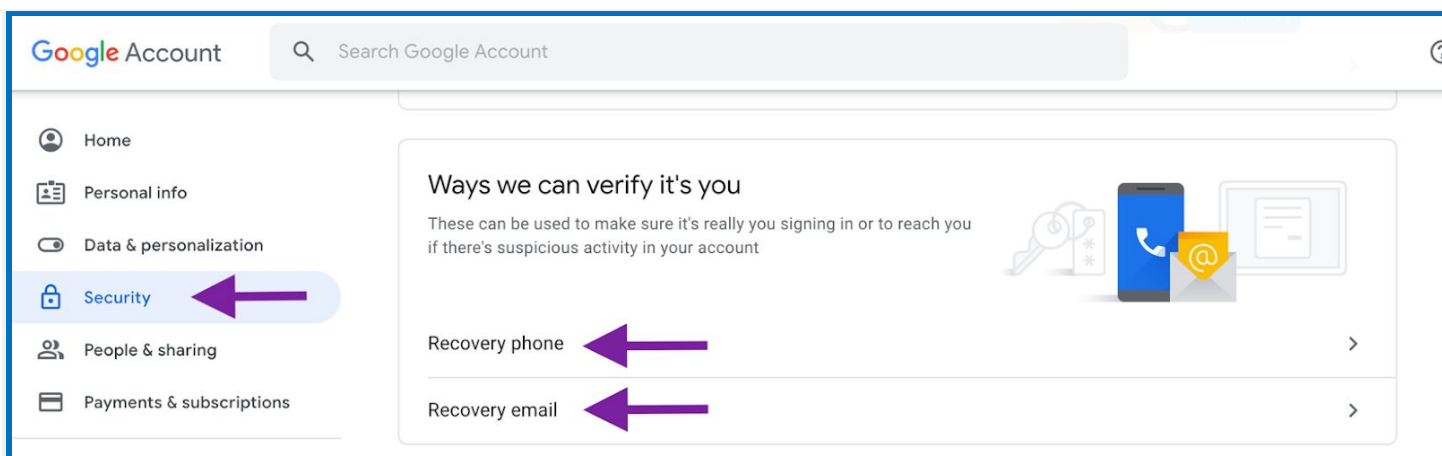 Google Account
Search Google Account
Home
Personal info
Data & personalization
Security
People & sharing
Payments & subscriptions
Ways we can verify it's you
These can be used to make sure it's really you signing in or to reach you
if there's suspicious activity in your account
Recovery phone
Recovery email